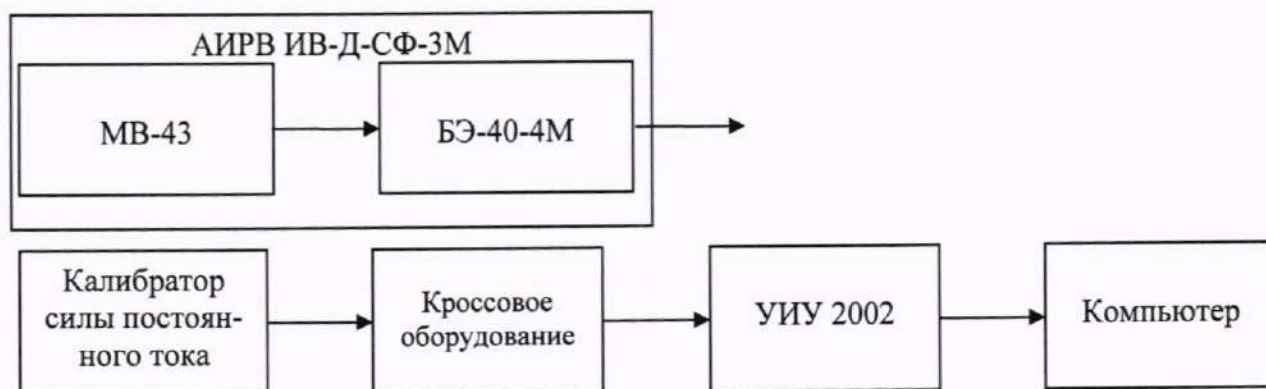 АИРВ ИВ-Д-СФ-3М
МВ-43
БЭ-40-4М
Калибратор
силы постоян-
ного тока
Кроссовое
оборудование
УИУ 2002
Компьютер